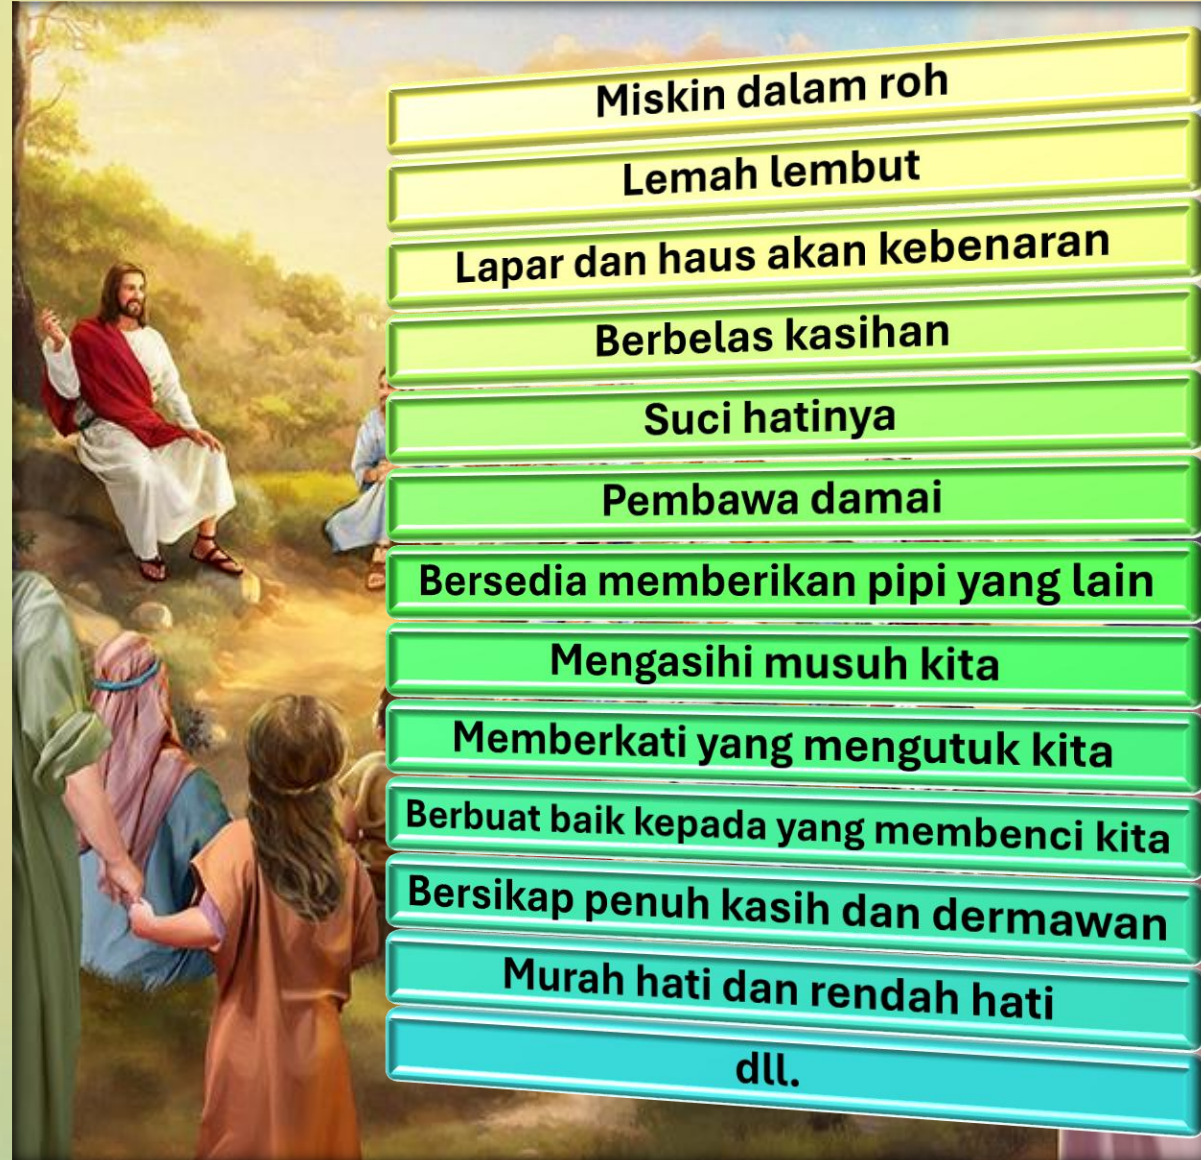 Miskin dalam roh
Lemah lembut
Lapar dan haus akan kebenaran
Berbelas kasihan
Suci hatinya
Pembawa damai
Bersedia memberikan pipi yang lain
Mengasihi musuh kita
Memberkati yang mengutuk kita
Berbuat baik kepada yang membenci kita
Bersikap penuh kasih dan dermawan
Murah hati dan rendah hati
dll.